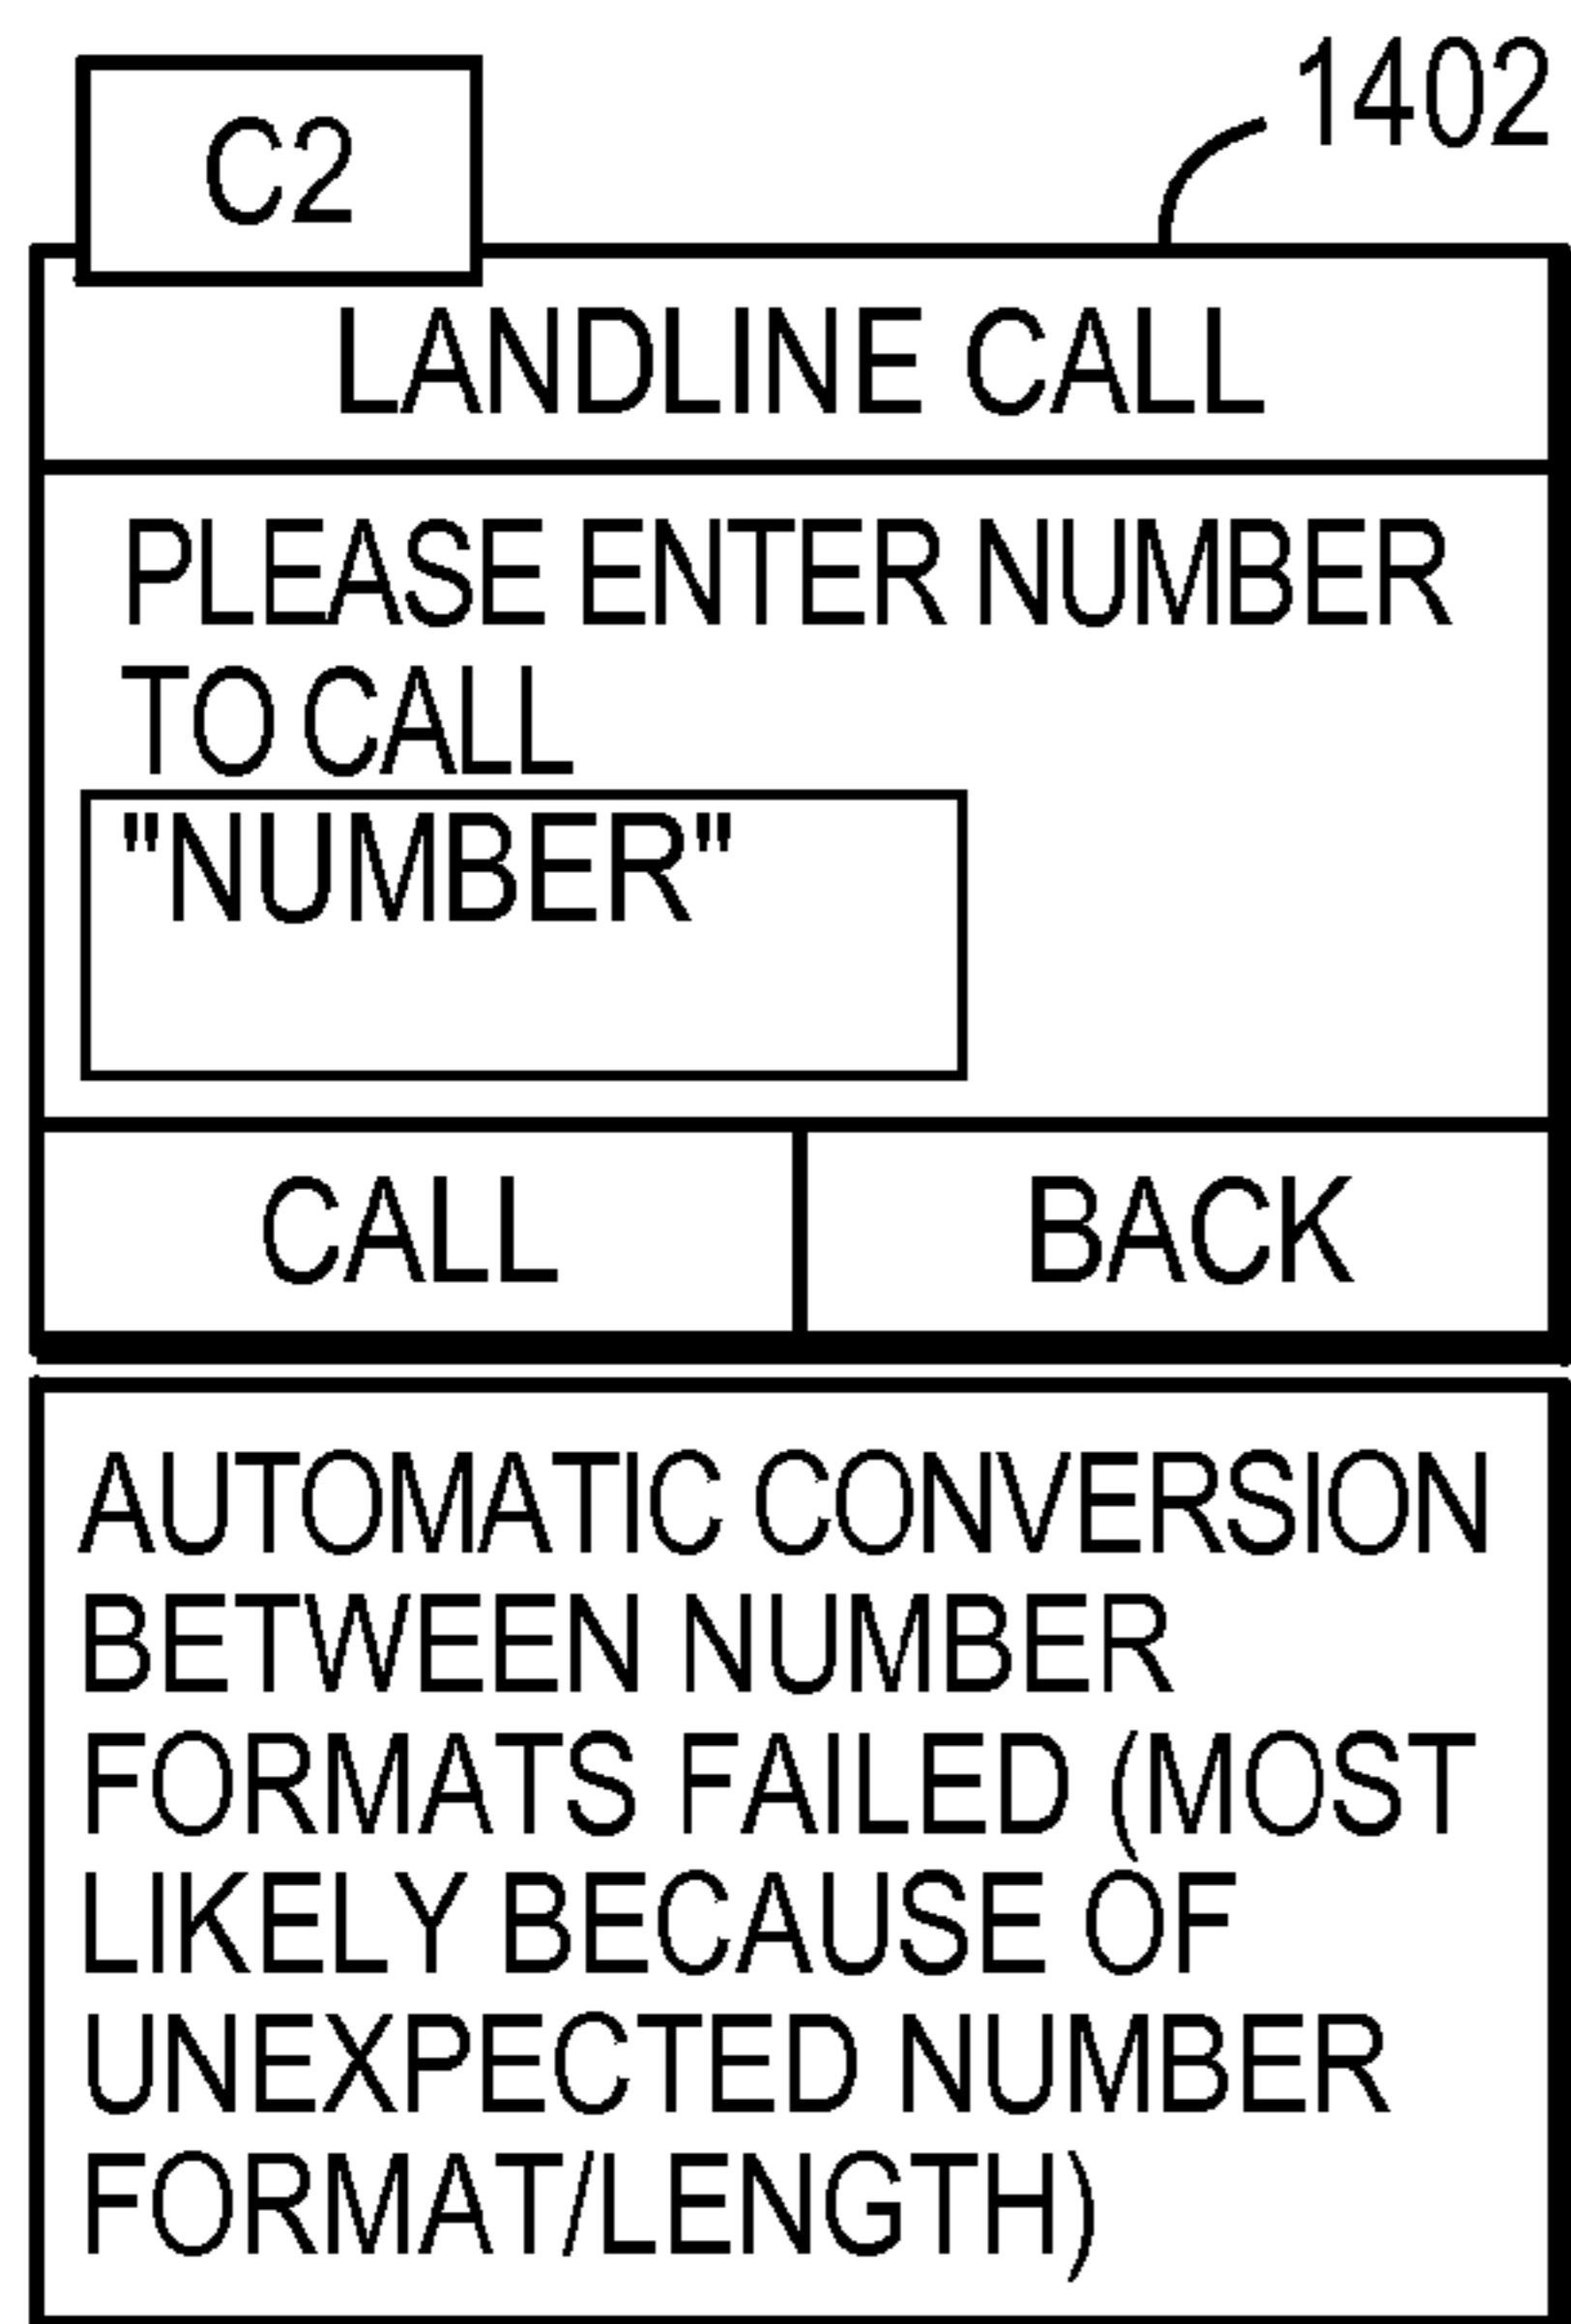 1402
C2
LANDLINE CALL
PLEASE ENTER NUMBER
TO CALL
"NUMBER"
CALL
BACK
AUTOMATIC CONVERSION
BETWEEN NUMBER
FORMATS FAILED (MOST
LIKELY BECAUSE OF
UNEXPECTED NUMBER
FORMAT/LENGTH)